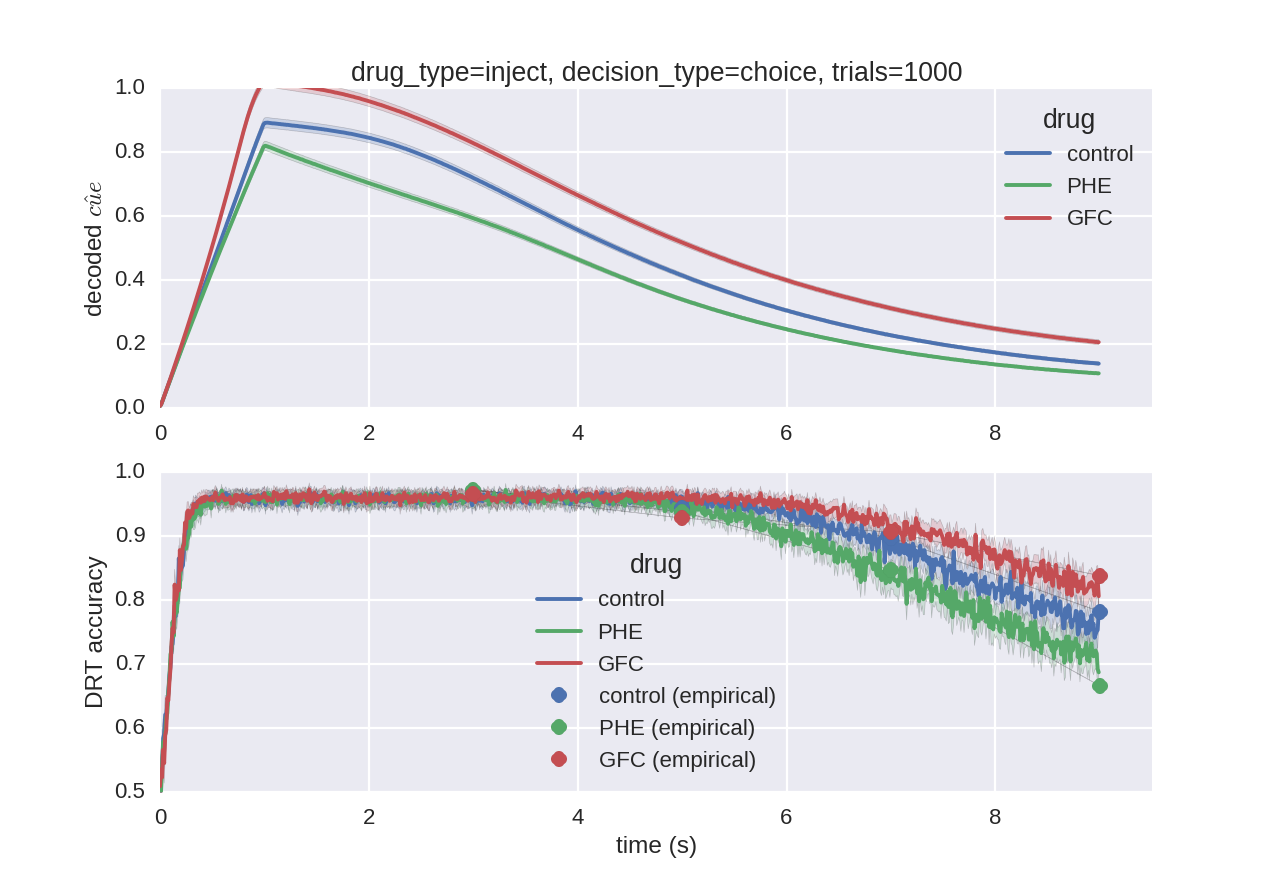 drug_type=inject, decision_type=choice, trials=1000
decoded cûe
1.0
0.8
0.6
0.4
0.2
0.0
0 2 4 6 8
drug
control
PHE
GFC
DRT accuracy
1.0
0.9
0.8
0.7
0.6
0.5
drug
control
PHE
GFC
control (empirical)
PHE (empirical)
GFC (empirical)
0 2 4 6 8
time (s)